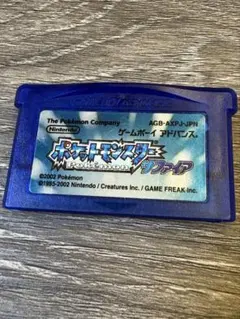 The Pokémon Company AGB-AXPJ-JPN
Nintendo
ゲームボーイ アドバンス
ポケットモンスター
サファイア
©2002 Pokémon
©1995-2002 Nintendo / Creatures inc. / GAME FREAK inc.